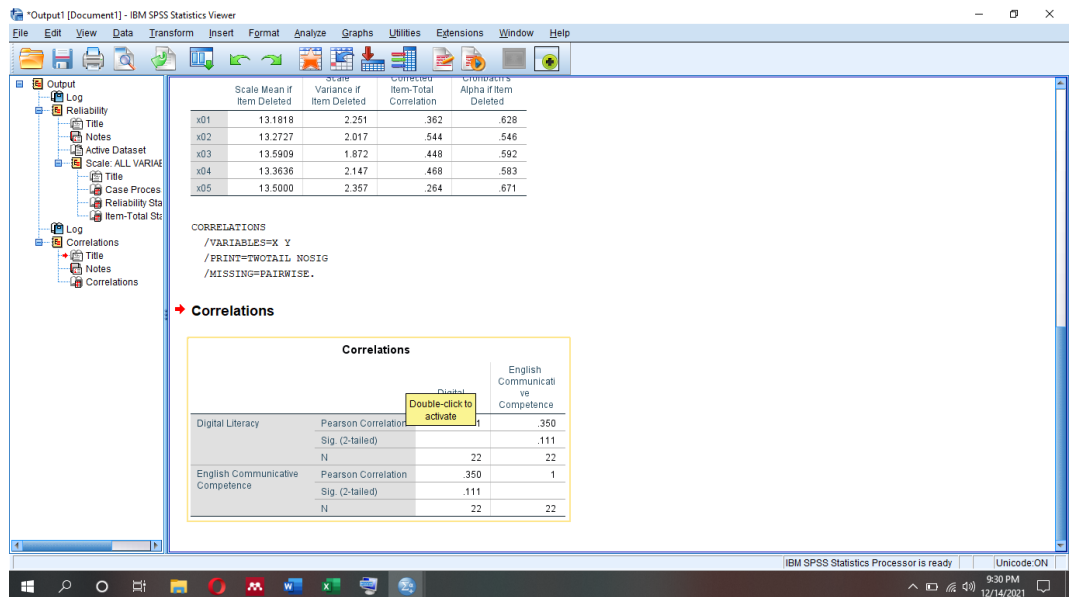 *Output1 [Document1] - IBM SPSS Statistics Viewer
File Edit View Data Transform Insert Format Analyze Graphs Utilities Extensions Window Help
Output
Log
Reliability
Title
Notes
Active Dataset
Scale: ALL VARIAE
Title
Case Proces
Reliability Sta
Item-Total Sta
Log
Correlations
Title
Notes
Correlations
Scale Corrected Cronbach's
Scale Mean if Variance if Item-Total Alpha if Item
Item Deleted Item Deleted Correlation Deleted
x01 13.1818 2.251 .362 .628
x02 13.2727 2.017 .544 .546
x03 13.5909 1.872 .448 .592
x04 13.3636 2.147 .468 .583
x05 13.5000 2.357 .264 .671
CORRELATIONS
/VARIABLES=X Y
/PRINT=TWOTAIL NOSIG
/MISSING=PAIRWISE.
Correlations
Correlations
English
Communicati
Digital ve
Competence
Double-click to
activate
Digital Literacy Pearson Correlation 1 .350
Sig. (2-tailed) .111
N 22 22
English Communicative Pearson Correlation .350 1
Competence
Sig. (2-tailed) .111
N 22 22
IBM SPSS Statistics Processor is ready Unicode:ON
9:30 PM
12/14/2021